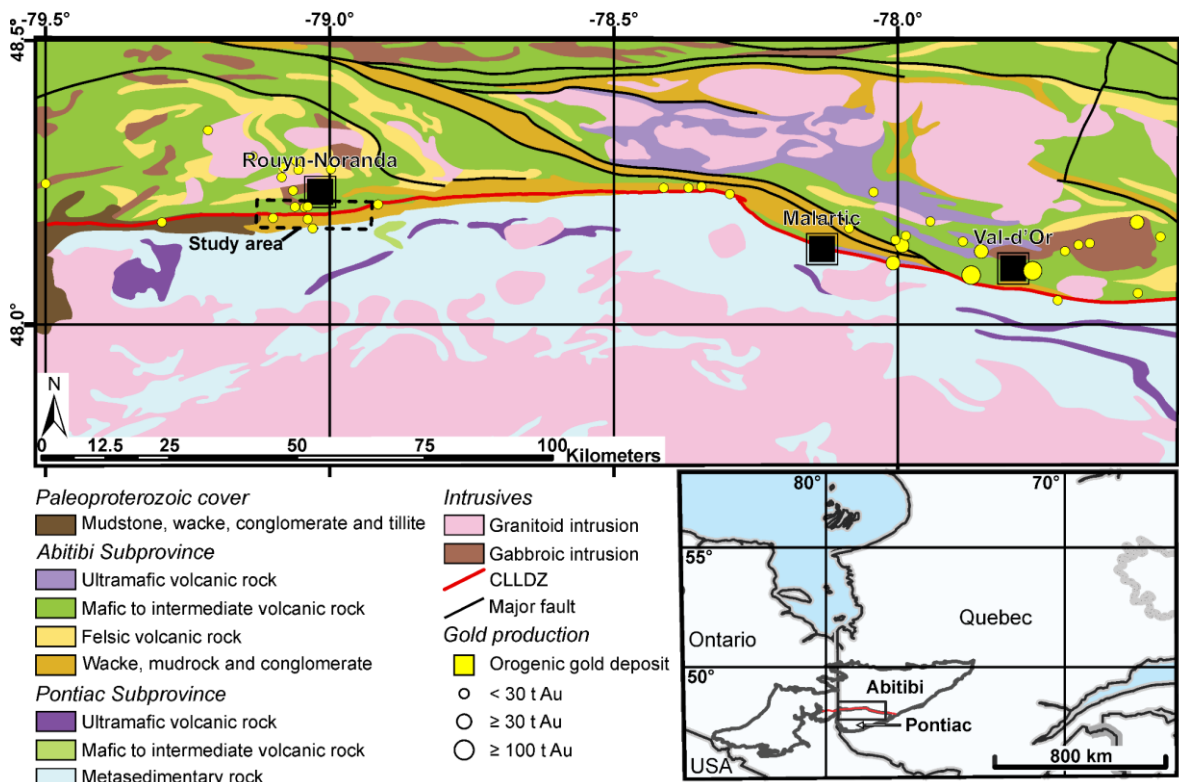 -79.5°
-79.0°
-78.5°
-78.0°
48.5°
48.0°
Rouyn-Noranda
Study area
Malartic
Val-d'Or
N
0 12.5 25 50 75 100
Kilometers
Paleoproterozoic cover
Mudstone, wacke, conglomerate and tillite
Abitibi Subprovince
Ultramafic volcanic rock
Mafic to intermediate volcanic rock
Felsic volcanic rock
Wacke, mudrock and conglomerate
Pontiac Subprovince
Ultramafic volcanic rock
Mafic to intermediate volcanic rock
Metasedimentary rock
Intrusives
Granitoid intrusion
Gabbroic intrusion
CLLDZ
Major fault
Gold production
Orogenic gold deposit
< 30 t Au
≥ 30 t Au
≥ 100 t Au
80°
70°
55°
50°
Quebec
Ontario
Abitibi
Pontiac
USA
800 km